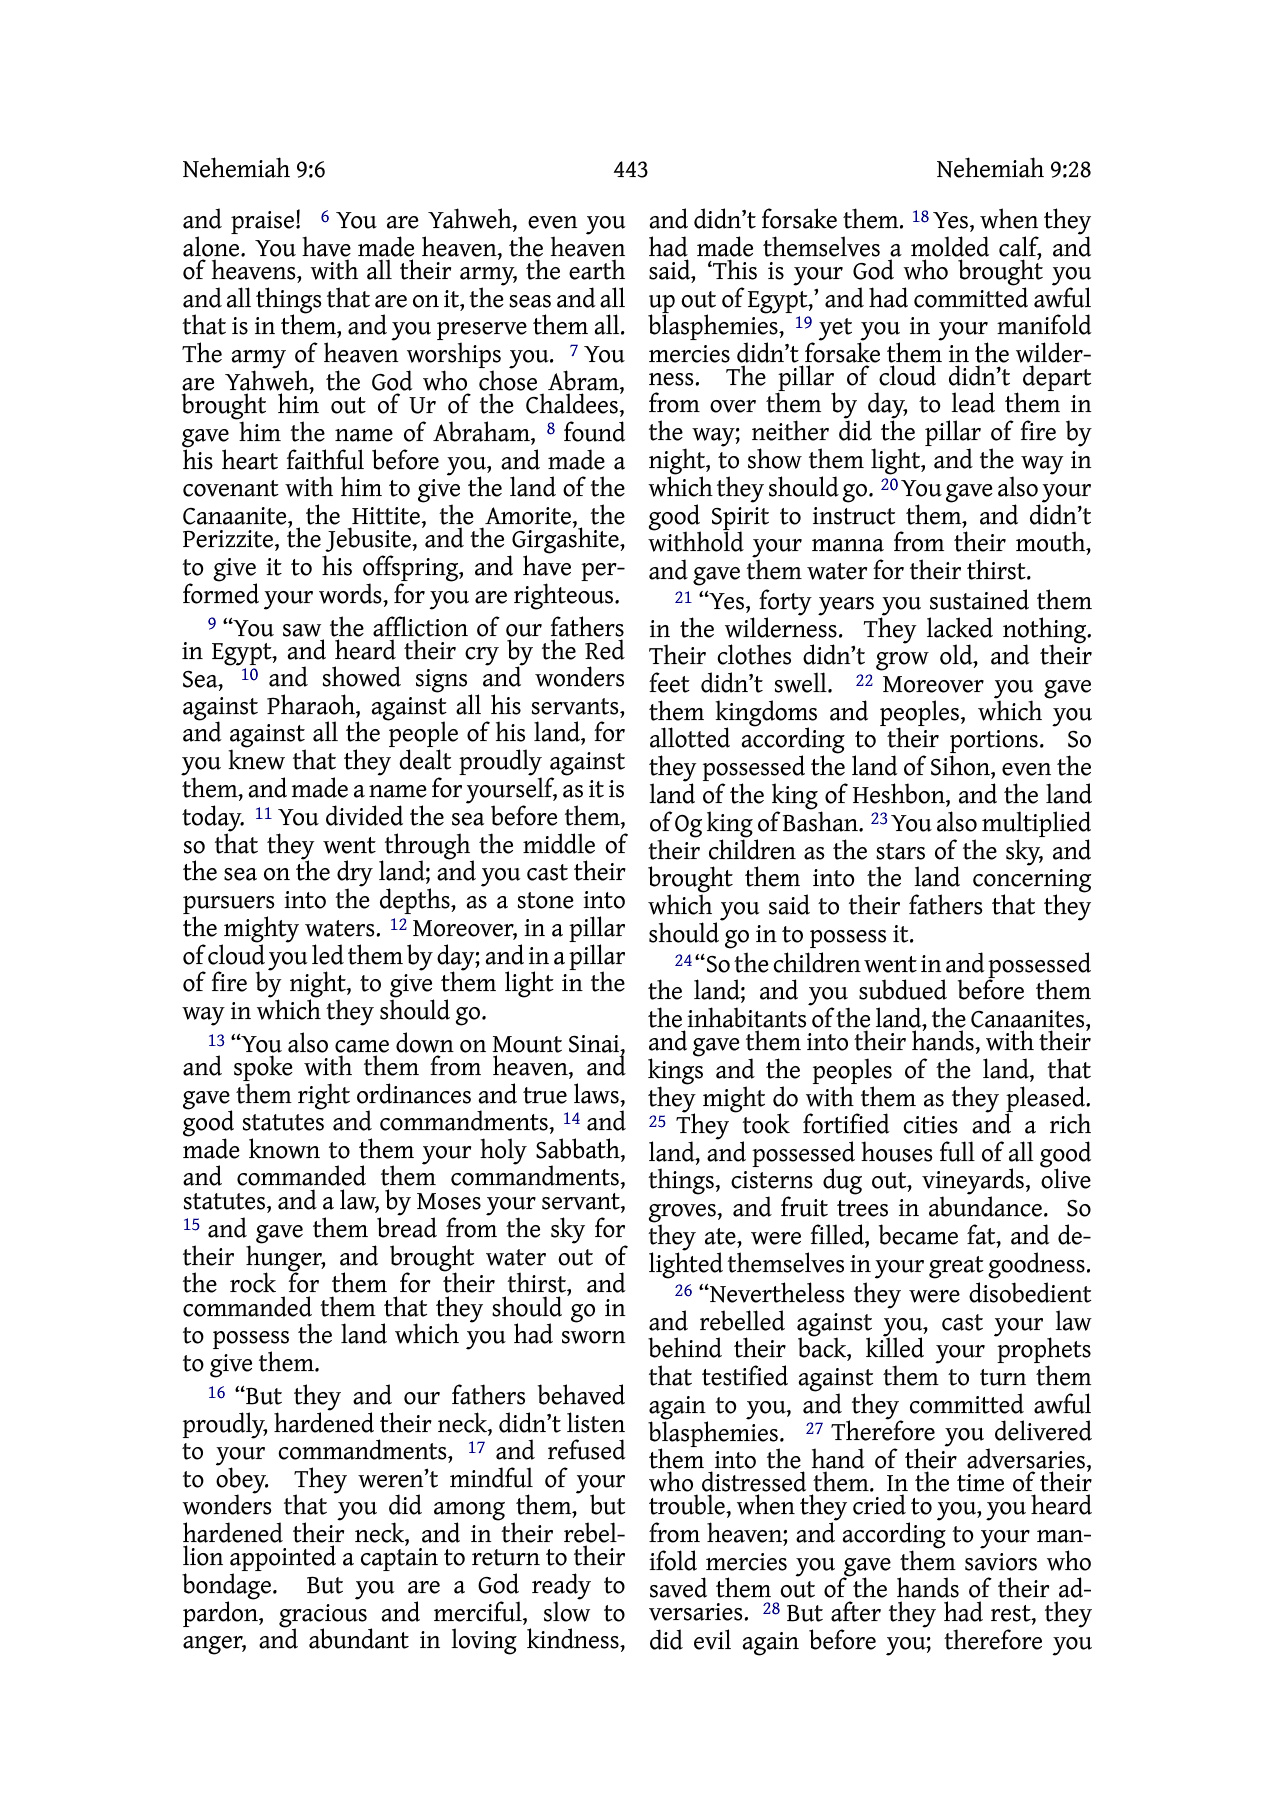 Nehemiah 9:6 443 Nehemiah 9:28
and praise! 6 You are Yahweh, even you
alone. You have made heaven, the heaven
of heavens, with all their army, the earth
and all things that are on it, the seas and all
that is in them, and you preserve them all.
The army of heaven worships you. 7 You
are Yahweh, the God who chose Abram,
brought him out of Ur of the Chaldees,
gave him the name of Abraham, 8 found
his heart faithful before you, and made a
covenant with him to give the land of the
Canaanite, the Hittite, the Amorite, the
Perizzite, the Jebusite, and the Girgashite,
to give it to his offspring, and have per-
formed your words, for you are righteous.
9 “You saw the affliction of our fathers
in Egypt, and heard their cry by the Red
Sea, 10 and showed signs and wonders
against Pharaoh, against all his servants,
and against all the people of his land, for
you knew that they dealt proudly against
them, and made a name for yourself, as it is
today. 11 You divided the sea before them,
so that they went through the middle of
the sea on the dry land; and you cast their
pursuers into the depths, as a stone into
the mighty waters. 12 Moreover, in a pillar
of cloud you led them by day; and in a pillar
of fire by night, to give them light in the
way in which they should go.
13 “You also came down on Mount Sinai,
and spoke with them from heaven, and
gave them right ordinances and true laws,
good statutes and commandments, 14 and
made known to them your holy Sabbath,
and commanded them commandments,
statutes, and a law, by Moses your servant,
15 and gave them bread from the sky for
their hunger, and brought water out of
the rock for them for their thirst, and
commanded them that they should go in
to possess the land which you had sworn
to give them.
16 “But they and our fathers behaved
proudly, hardened their neck, didn’t listen
to your commandments, 17 and refused
to obey. They weren’t mindful of your
wonders that you did among them, but
hardened their neck, and in their rebel-
lion appointed a captain to return to their
bondage. But you are a God ready to
pardon, gracious and merciful, slow to
anger, and abundant in loving kindness,
and didn’t forsake them. 18 Yes, when they
had made themselves a molded calf, and
said, ‘This is your God who brought you
up out of Egypt,’ and had committed awful
blasphemies, 19 yet you in your manifold
mercies didn’t forsake them in the wilder-
ness. The pillar of cloud didn’t depart
from over them by day, to lead them in
the way; neither did the pillar of fire by
night, to show them light, and the way in
which they should go. 20 You gave also your
good Spirit to instruct them, and didn’t
withhold your manna from their mouth,
and gave them water for their thirst.
21 “Yes, forty years you sustained them
in the wilderness. They lacked nothing.
Their clothes didn’t grow old, and their
feet didn’t swell. 22 Moreover you gave
them kingdoms and peoples, which you
allotted according to their portions. So
they possessed the land of Sihon, even the
land of the king of Heshbon, and the land
of Og king of Bashan. 23 You also multiplied
their children as the stars of the sky, and
brought them into the land concerning
which you said to their fathers that they
should go in to possess it.
24 “So the children went in and possessed
the land; and you subdued before them
the inhabitants of the land, the Canaanites,
and gave them into their hands, with their
kings and the peoples of the land, that
they might do with them as they pleased.
25 They took fortified cities and a rich
land, and possessed houses full of all good
things, cisterns dug out, vineyards, olive
groves, and fruit trees in abundance. So
they ate, were filled, became fat, and de-
lighted themselves in your great goodness.
26 “Nevertheless they were disobedient
and rebelled against you, cast your law
behind their back, killed your prophets
that testified against them to turn them
again to you, and they committed awful
blasphemies. 27 Therefore you delivered
them into the hand of their adversaries,
who distressed them. In the time of their
trouble, when they cried to you, you heard
from heaven; and according to your man-
ifold mercies you gave them saviors who
saved them out of the hands of their ad-
versaries. 28 But after they had rest, they
did evil again before you; therefore you